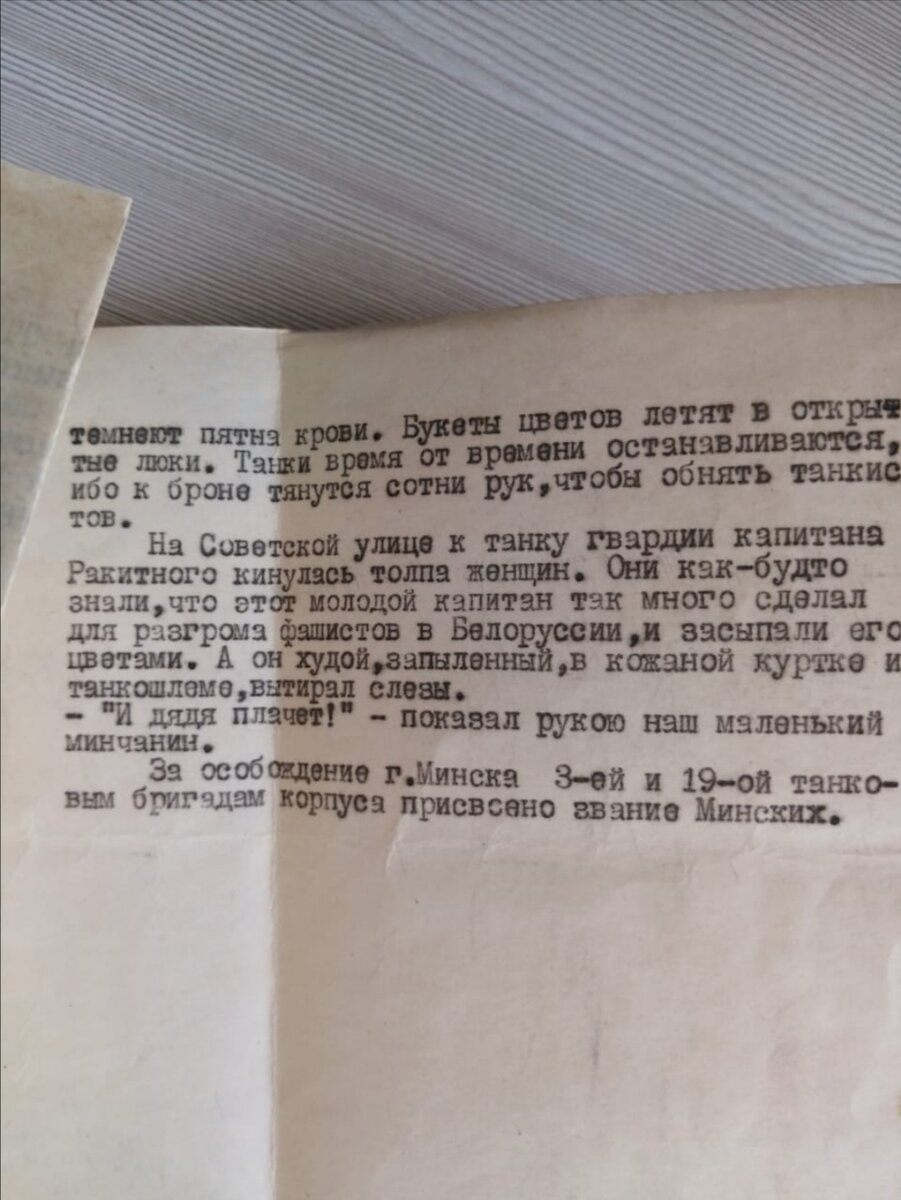 темнеют пятна крови. Букеты цветов летят в откры
тые люки. Танки время от времени останавливаются,
ибо к броне тянутся сотни рук,чтобы обнять танкис
тов.
На Советской улице к танку гвардии капитана
Ракитного кинулась толпа женщин. Они как-будто
знали,что этот молодой капитан так много сделал
для разгрома фашистов в Белоруссии,и засыпали его
цветами. А он худой,запыленный,в кожаной куртке и
танкошлеме,вытирал слезы.
- "И дядя плачет!" - показал рукою наш маленький
минчанин.
За особождение г.Минска 3-ей и 19-ой танко-
вым бригадам корпуса присвсено звание Минских.